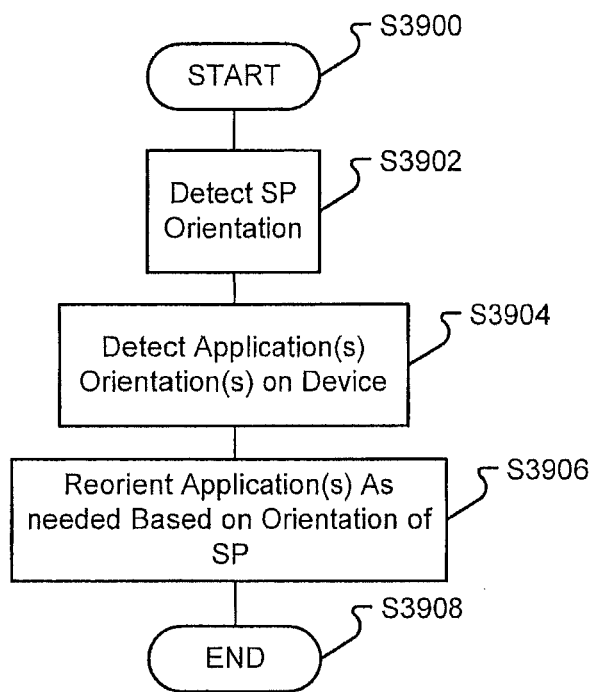 S3900
START
S3902
Detect SP
Orientation
S3904
Detect Application(s)
Orientation(s) on Device
S3906
Reorient Application(s) As
needed Based on Orientation of
SP
S3908
END